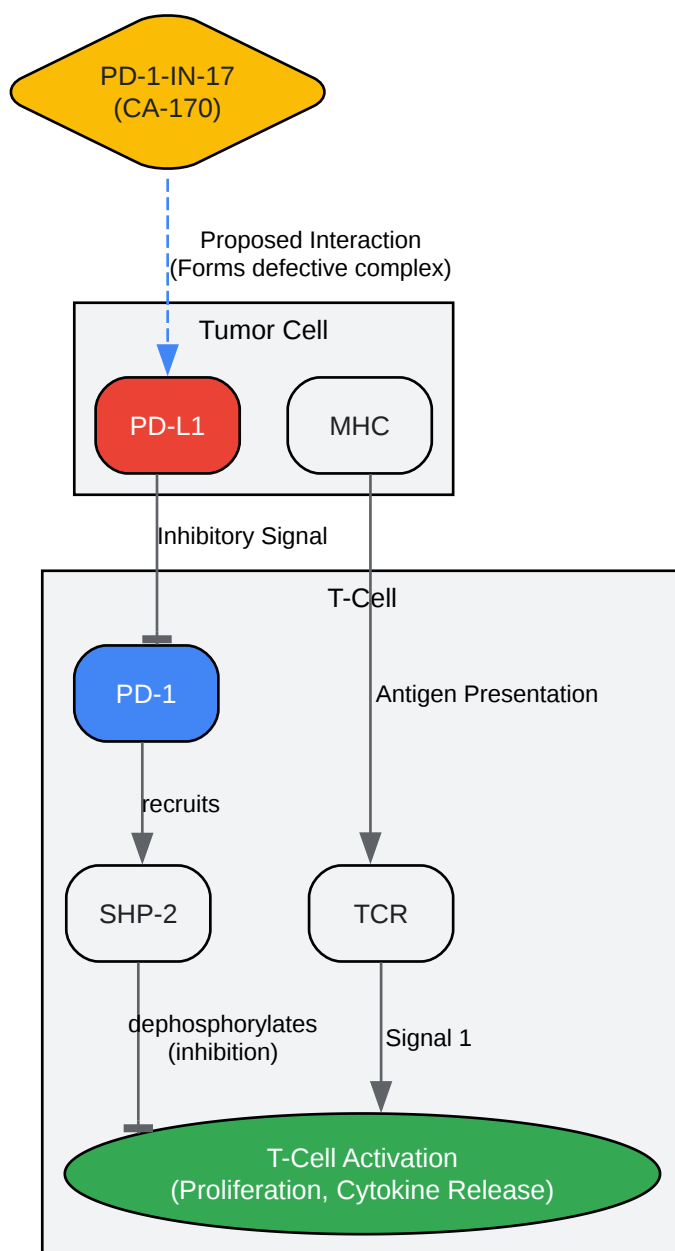 PD-1-IN-17
(CA-170)
Proposed Interaction
(Forms defective complex)
Tumor Cell
PD-L1
MHC
Inhibitory Signal
T-Cell
PD-1
Antigen Presentation
recruits
SHP-2
TCR
dephosphorylates
(inhibition)
Signal 1
T-Cell Activation
(Proliferation, Cytokine Release)